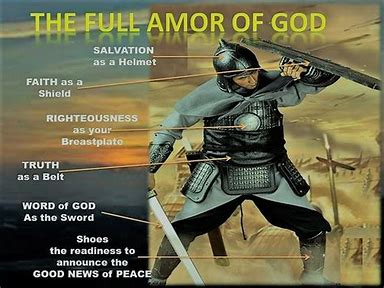 THE FULL AMOR OF GOD
SALVATION
as a Helmet
FAITH as a
Shield
RIGHTEOUSNESS
as your
Breastplate
TRUTH
as a Belt
WORD of GOD
As the Sword
Shoes
the readiness to
announce the
GOOD NEWS of PEACE